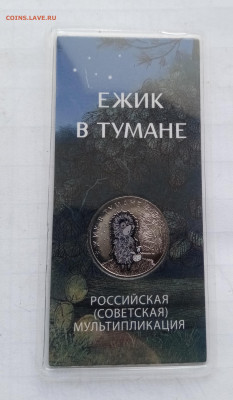 COINS.LAVE.RU
ЕЖИК
В ТУМАНЕ
РОССИЙСКАЯ
(СОВЕТСКАЯ)
МУЛЬТИПЛИКАЦИЯ